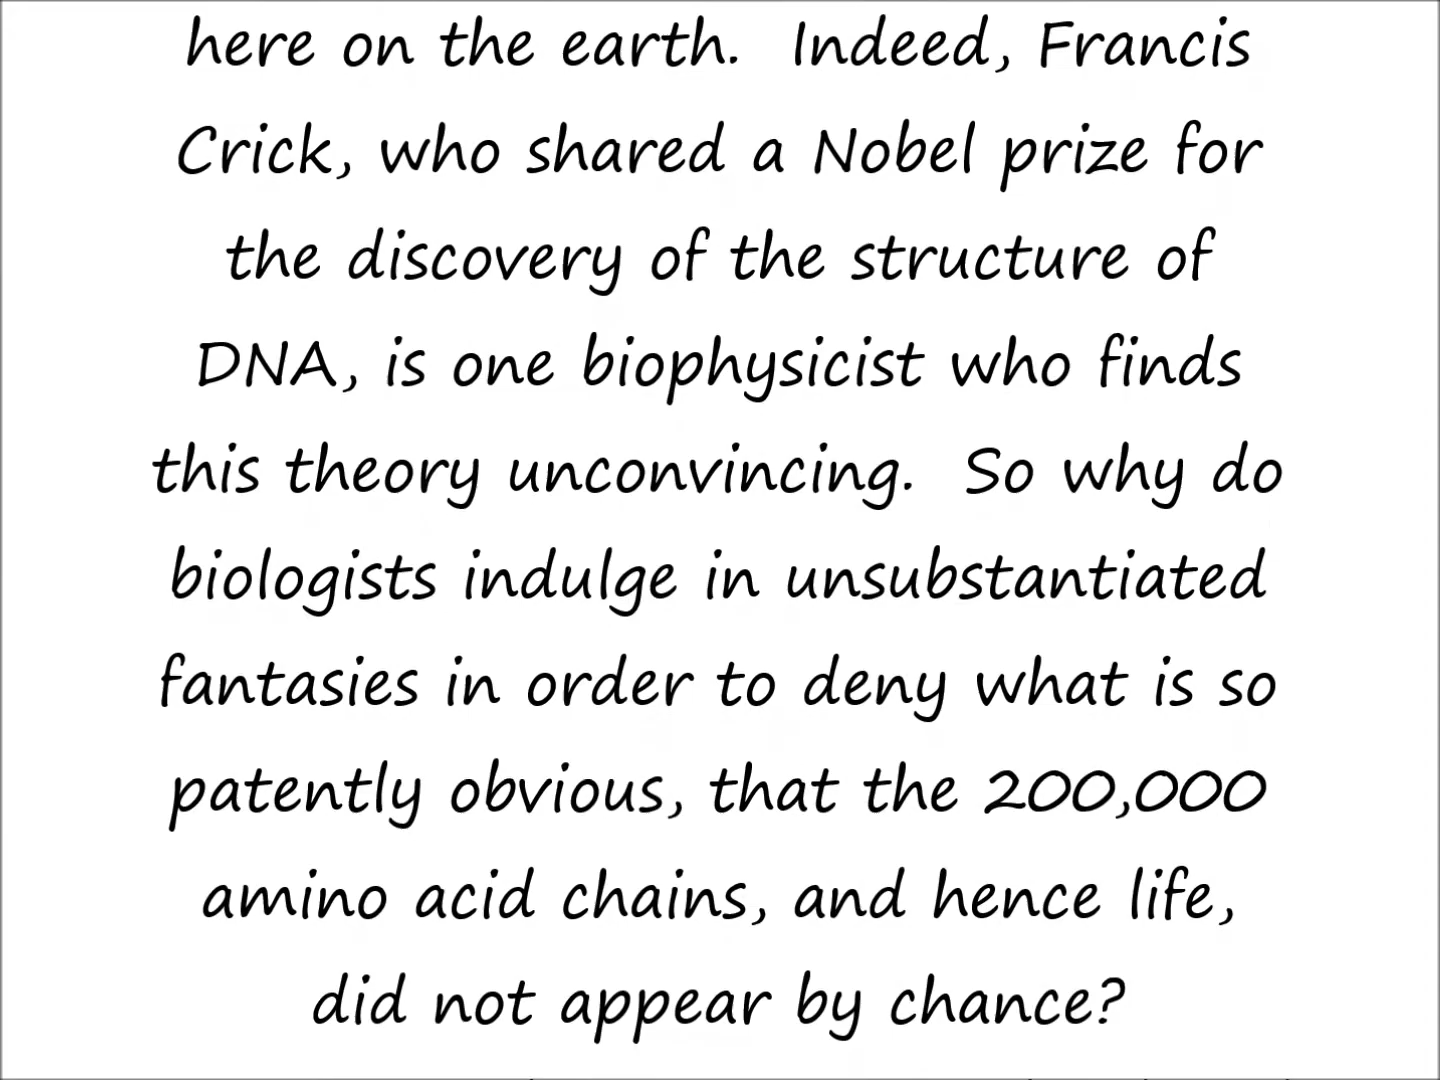 here on the earth.  Indeed, Francis
Crick, who shared a Nobel prize for
the discovery of the structure of
DNA, is one biophysicist who finds
this theory unconvincing.  So why do
biologists indulge in unsubstantiated
fantasies in order to deny what is so
patently obvious, that the 200,000
amino acid chains, and hence life,
did not appear by chance?